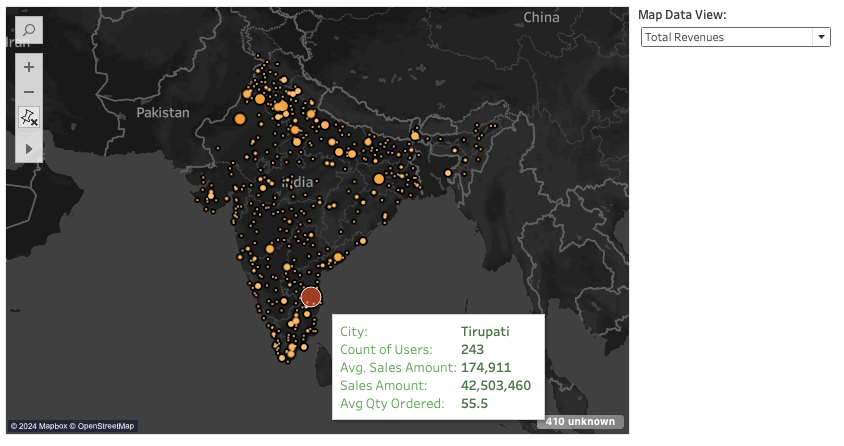 China
Map Data View:
Total Revenues
Iran
Pakistan
India
City: Tirupati
Count of Users: 243
Avg. Sales Amount: 174,911
Sales Amount: 42,503,460
Avg Qty Ordered: 55.5
410 unknown
© 2024 Mapbox © OpenStreetMap